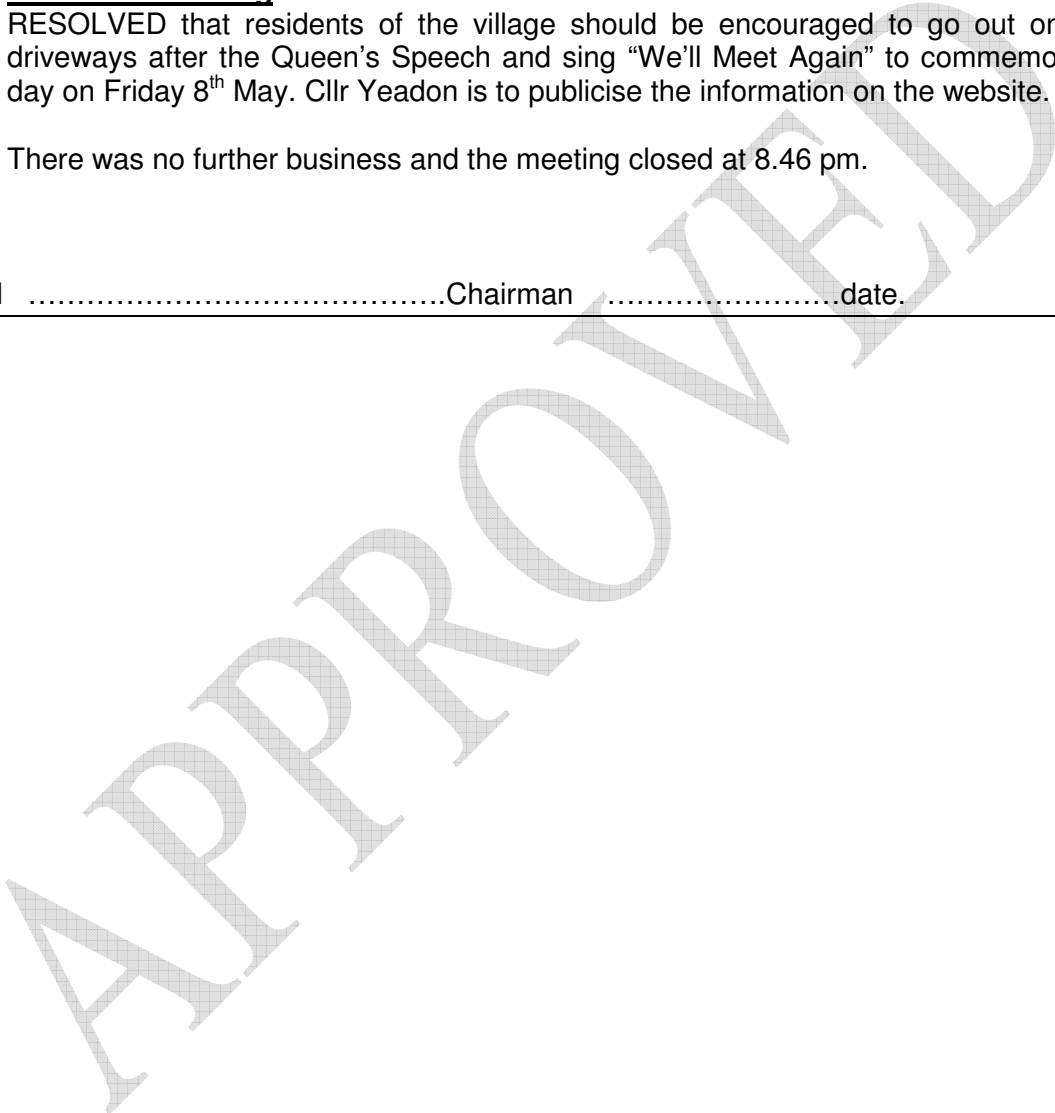 RESOLVED that residents of the village should be encouraged to go out on
driveways after the Queen’s Speech and sing “We’ll Meet Again” to commemo
day on Friday 8th May. Cllr Yeadon is to publicise the information on the website.
There was no further business and the meeting closed at 8.46 pm.
…………………………………….Chairman ……………………date.
APPROVED